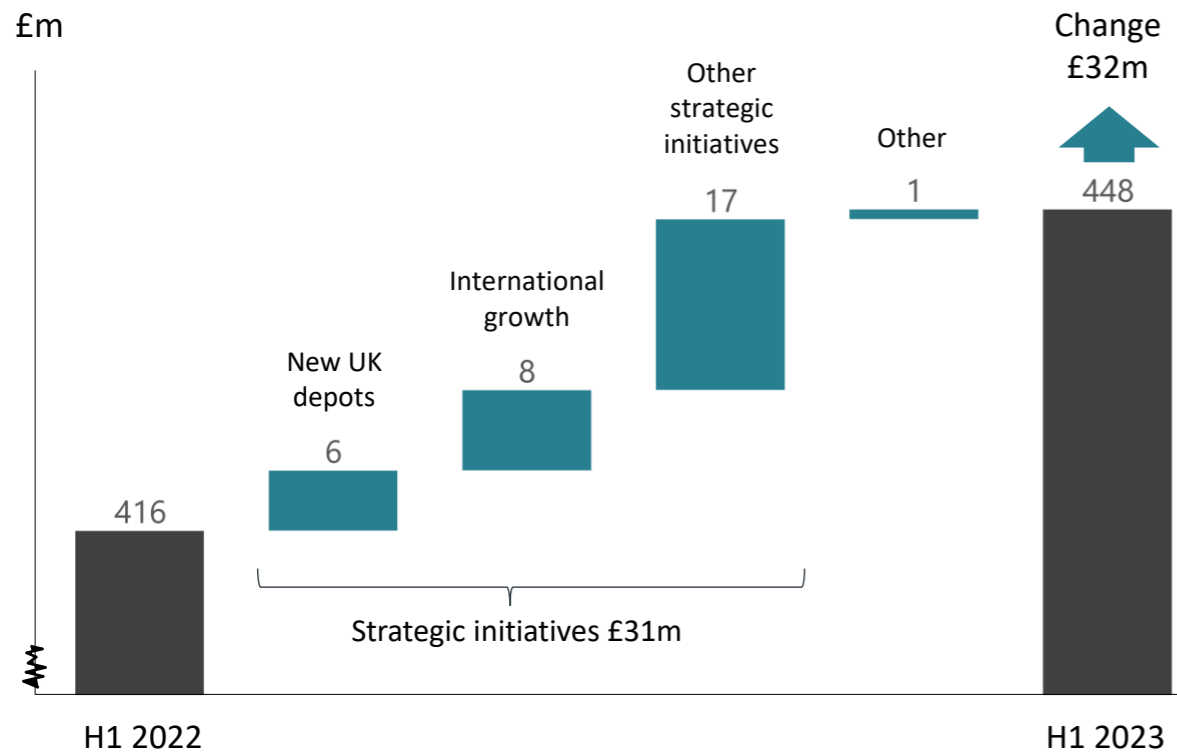 £m
Change
£32m
Other
strategic
initiatives
Other
17
1
448
International
growth
8
New UK
depots
6
416
Strategic initiatives £31m
H1 2022
H1 2023